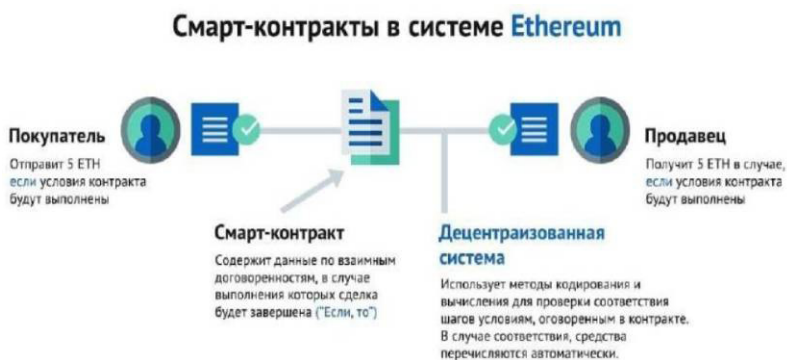 Смарт-контракты в системе Ethereum
Покупатель
Отправит 5 ETH
если условия контракта
будут выполнены
Продавец
Получит 5 ETH в случае,
если условия контракта
будут выполнены
Смарт-контракт
Содержит данные по взаимным
договоренностям, в случае
выполнения которых сделка
будет завершена ("Если, то")
Децентраизованная
система
Использует методы кодирования и
вычисления для проверки соответствия
шагов условиям, оговоренным в контракте.
В случае соответствия, средства
перечисляются автоматически.